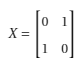 X = [0 1
1 0]